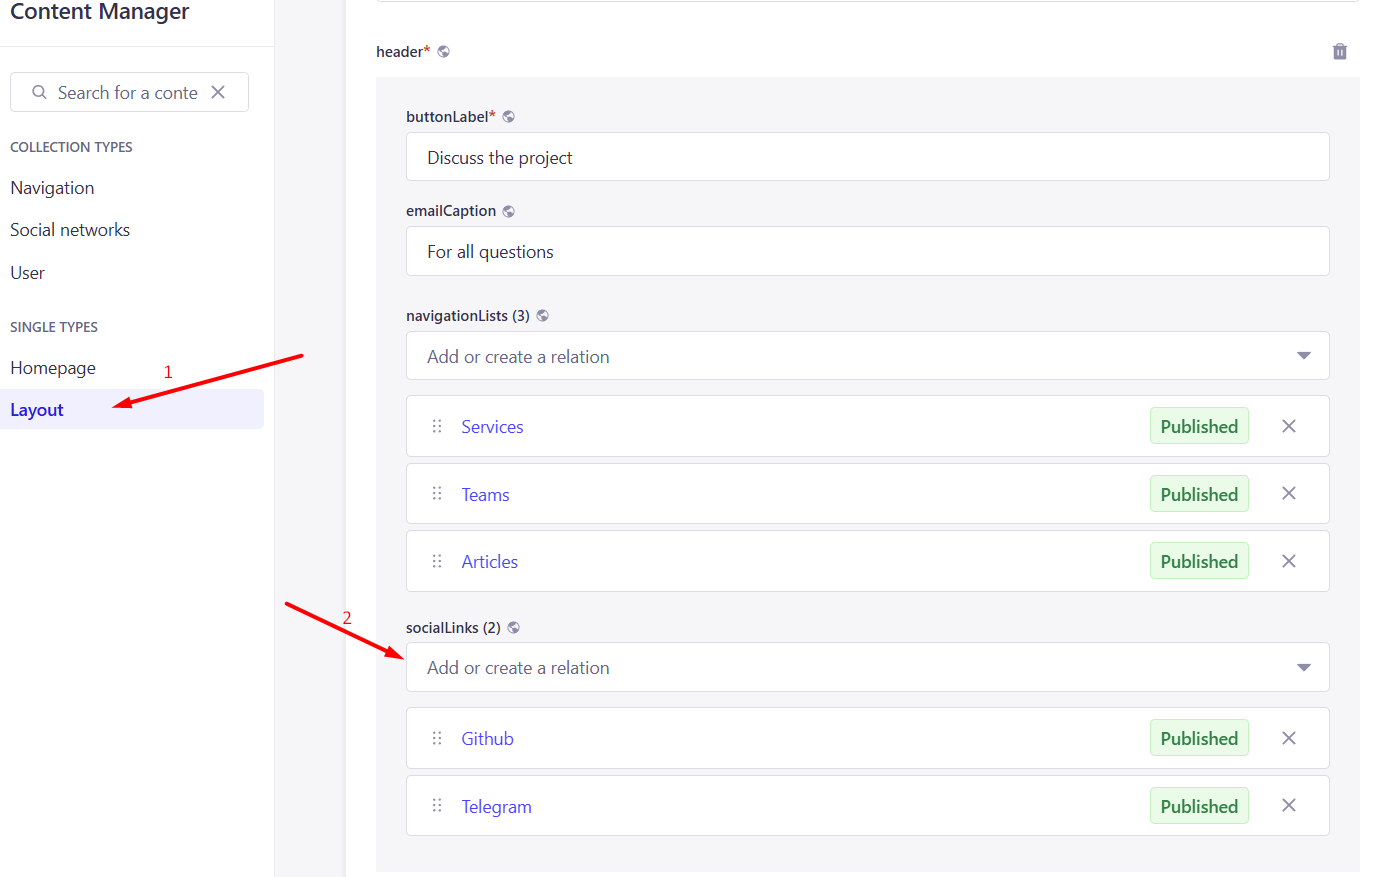 Content Manager
Search for a conte
COLLECTION TYPES
Navigation
Social networks
User
SINGLE TYPES
Homepage
1
Layout
header*
buttonLabel*
Discuss the project
emailCaption
For all questions
navigationLists (3)
Add or create a relation
Services Published
Teams Published
Articles Published
2
socialLinks (2)
Add or create a relation
Github Published
Telegram Published